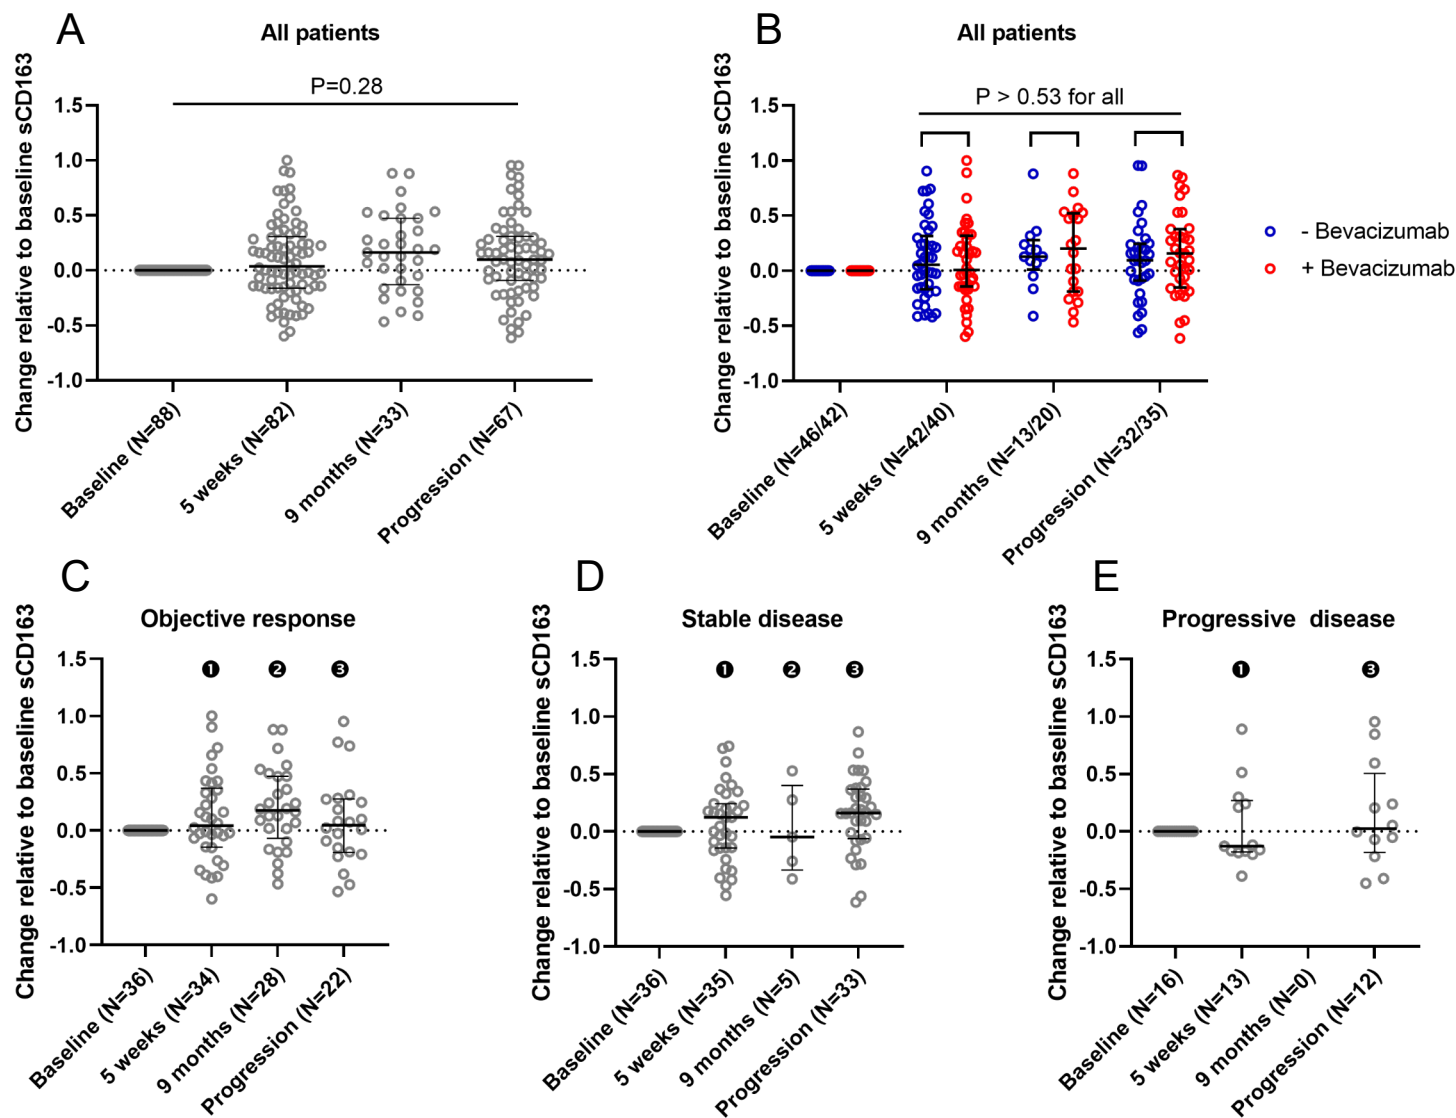 A
All patients
P=0.28
Change relative to baseline sCD163
1.5
1.0
0.5
0.0
-0.5
-1.0
Baseline (N=88)
5 weeks (N=82)
9 months (N=33)
Progression (N=67)
B
All patients
P > 0.53 for all
Change relative to baseline sCD163
1.5
1.0
0.5
0.0
-0.5
-1.0
Baseline (N=46/42)
5 weeks (N=42/40)
9 months (N=13/20)
Progression (N=32/35)
- Bevacizumab
+ Bevacizumab
C
Objective response
Change relative to baseline sCD163
1.5
1.0
0.5
0.0
-0.5
-1.0
❶ ❷ ❸
Baseline (N=36)
5 weeks (N=34)
9 months (N=28)
Progression (N=22)
D
Stable disease
Change relative to baseline sCD163
1.5
1.0
0.5
0.0
-0.5
-1.0
❶ ❷ ❸
Baseline (N=36)
5 weeks (N=35)
9 months (N=5)
Progression (N=33)
E
Progressive disease
Change relative to baseline sCD163
1.5
1.0
0.5
0.0
-0.5
-1.0
❶ ❸
Baseline (N=16)
5 weeks (N=13)
9 months (N=0)
Progression (N=12)